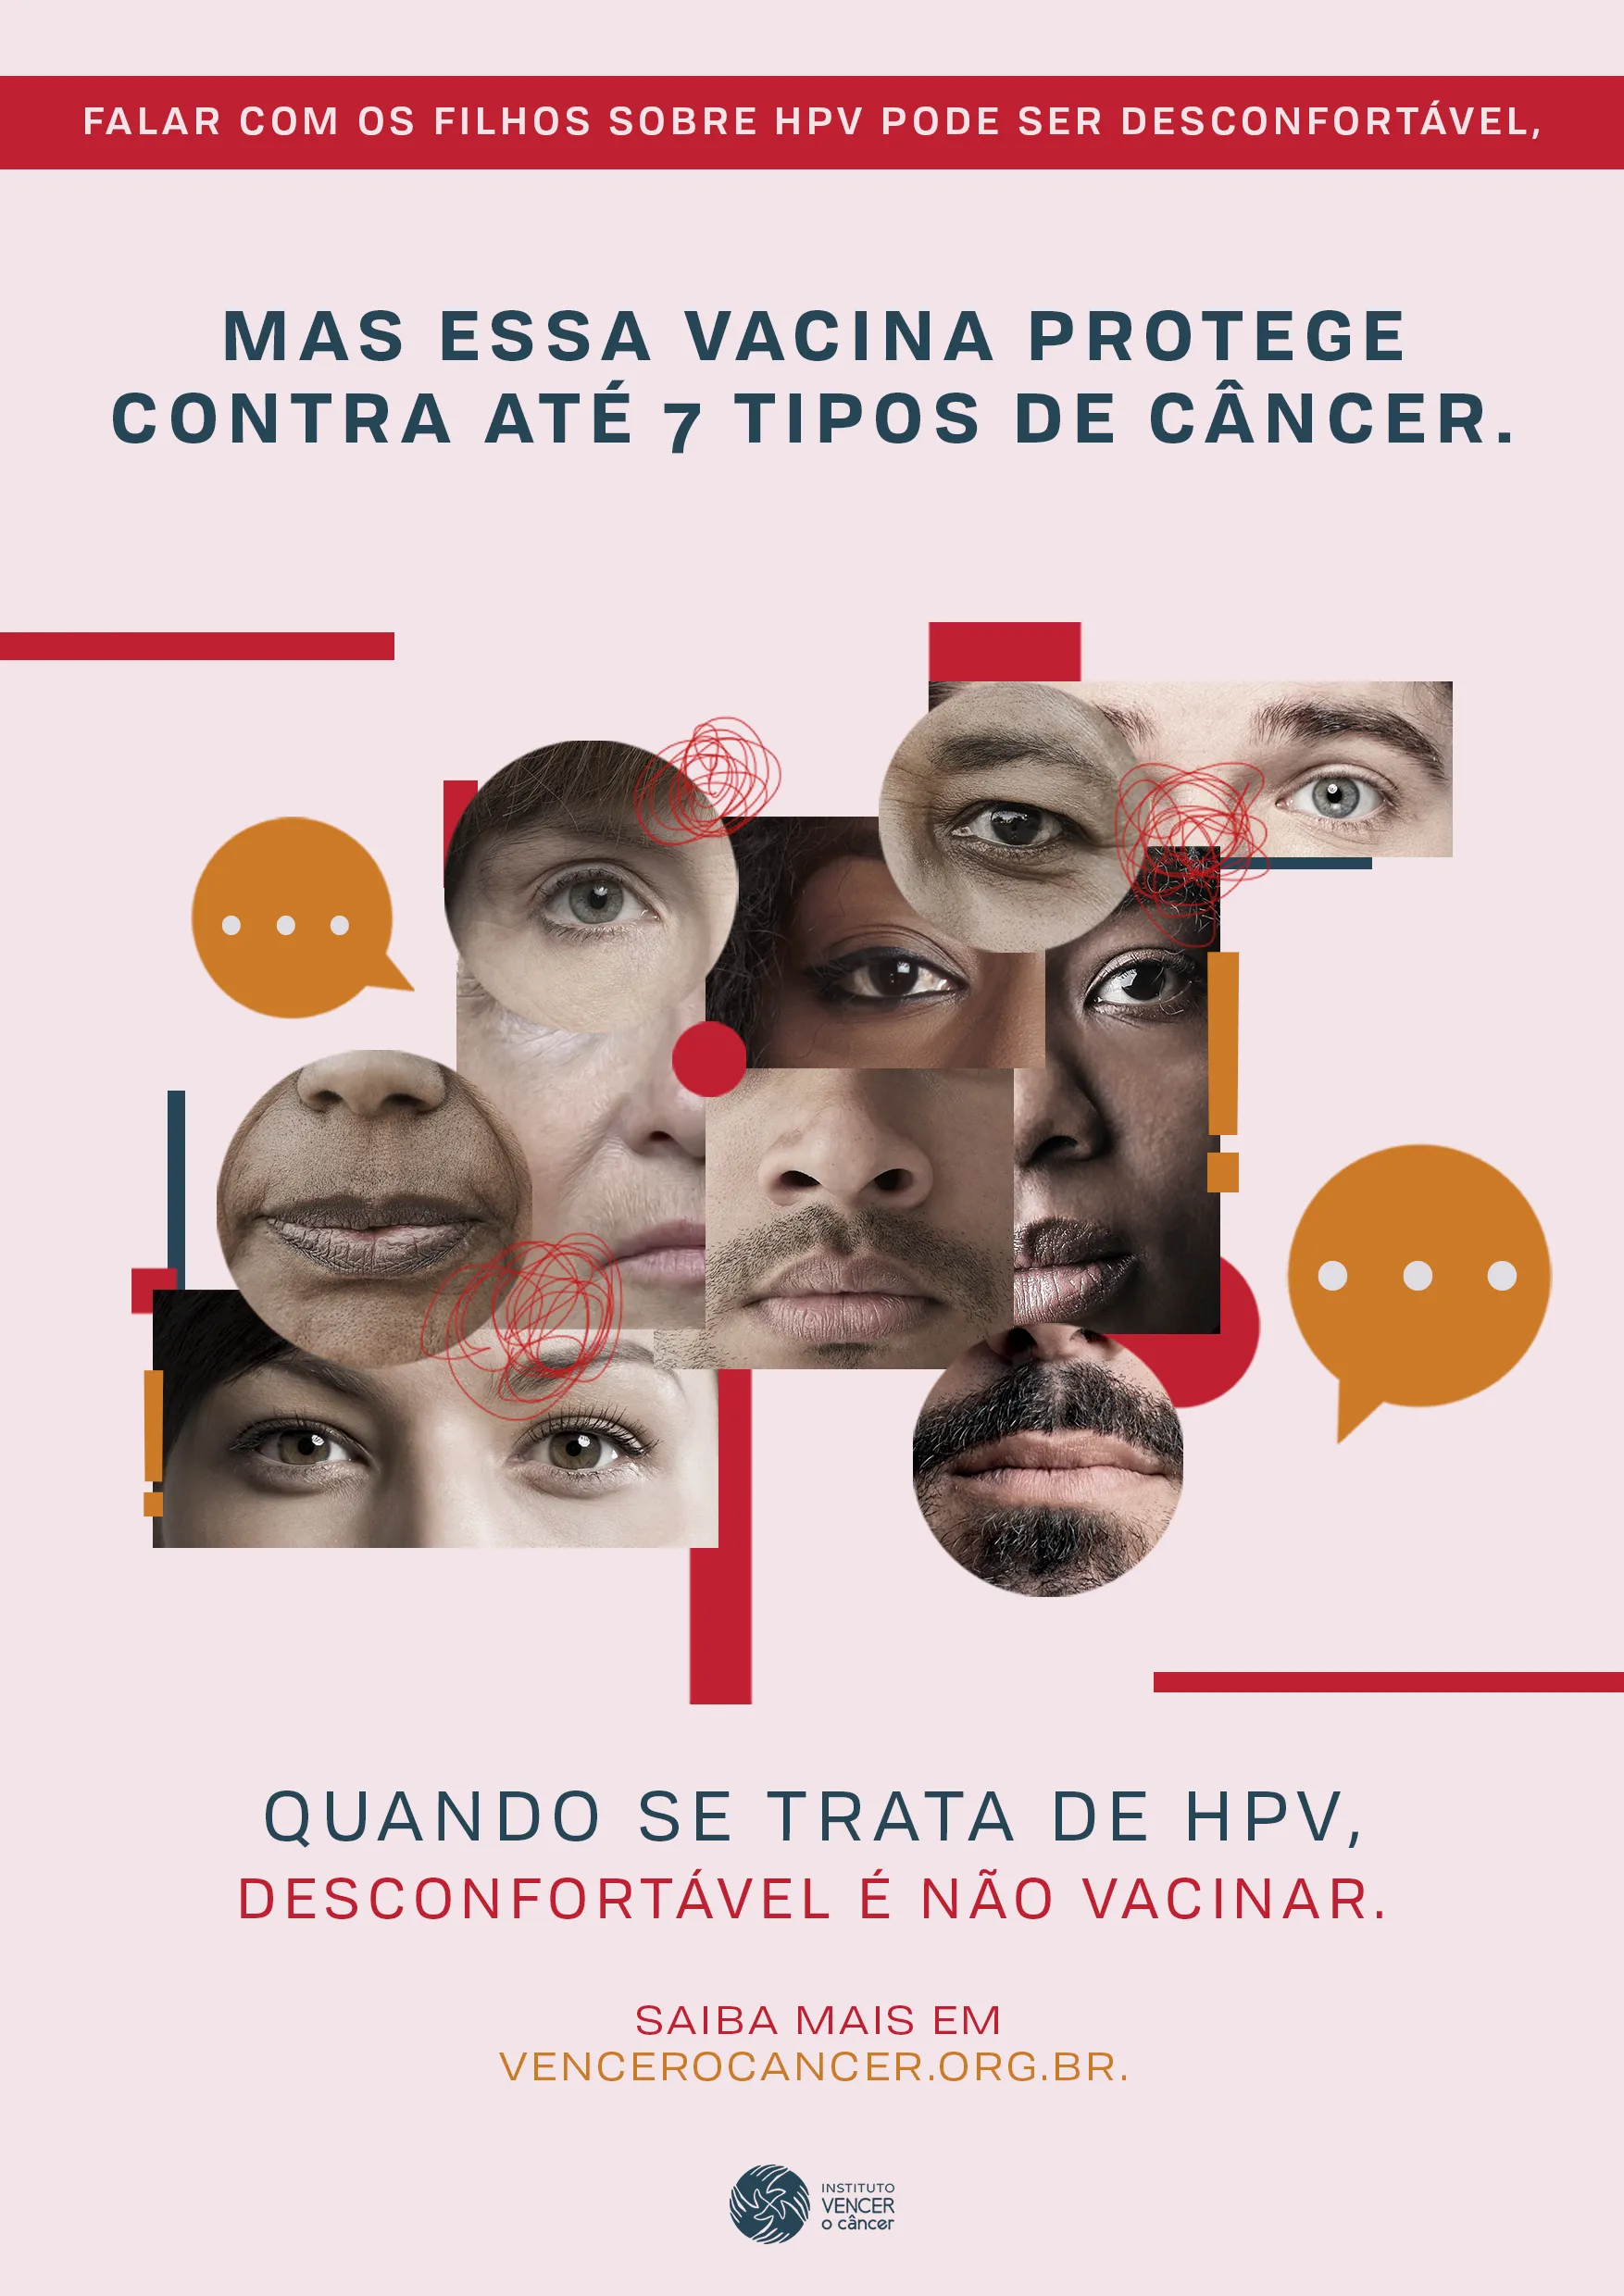 FALAR COM OS FILHOS SOBRE HPV PODE SER DESCONFORTÁVEL,
MAS ESSA VACINA PROTEGE
CONTRA ATÉ 7 TIPOS DE CÂNCER.
QUANDO SE TRATA DE HPV,
DESCONFORTÁVEL É NÃO VACINAR.
SAIBA MAIS EM
VENCEROCANCER.ORG.BR.
INSTITUTO
VENCER
o câncer